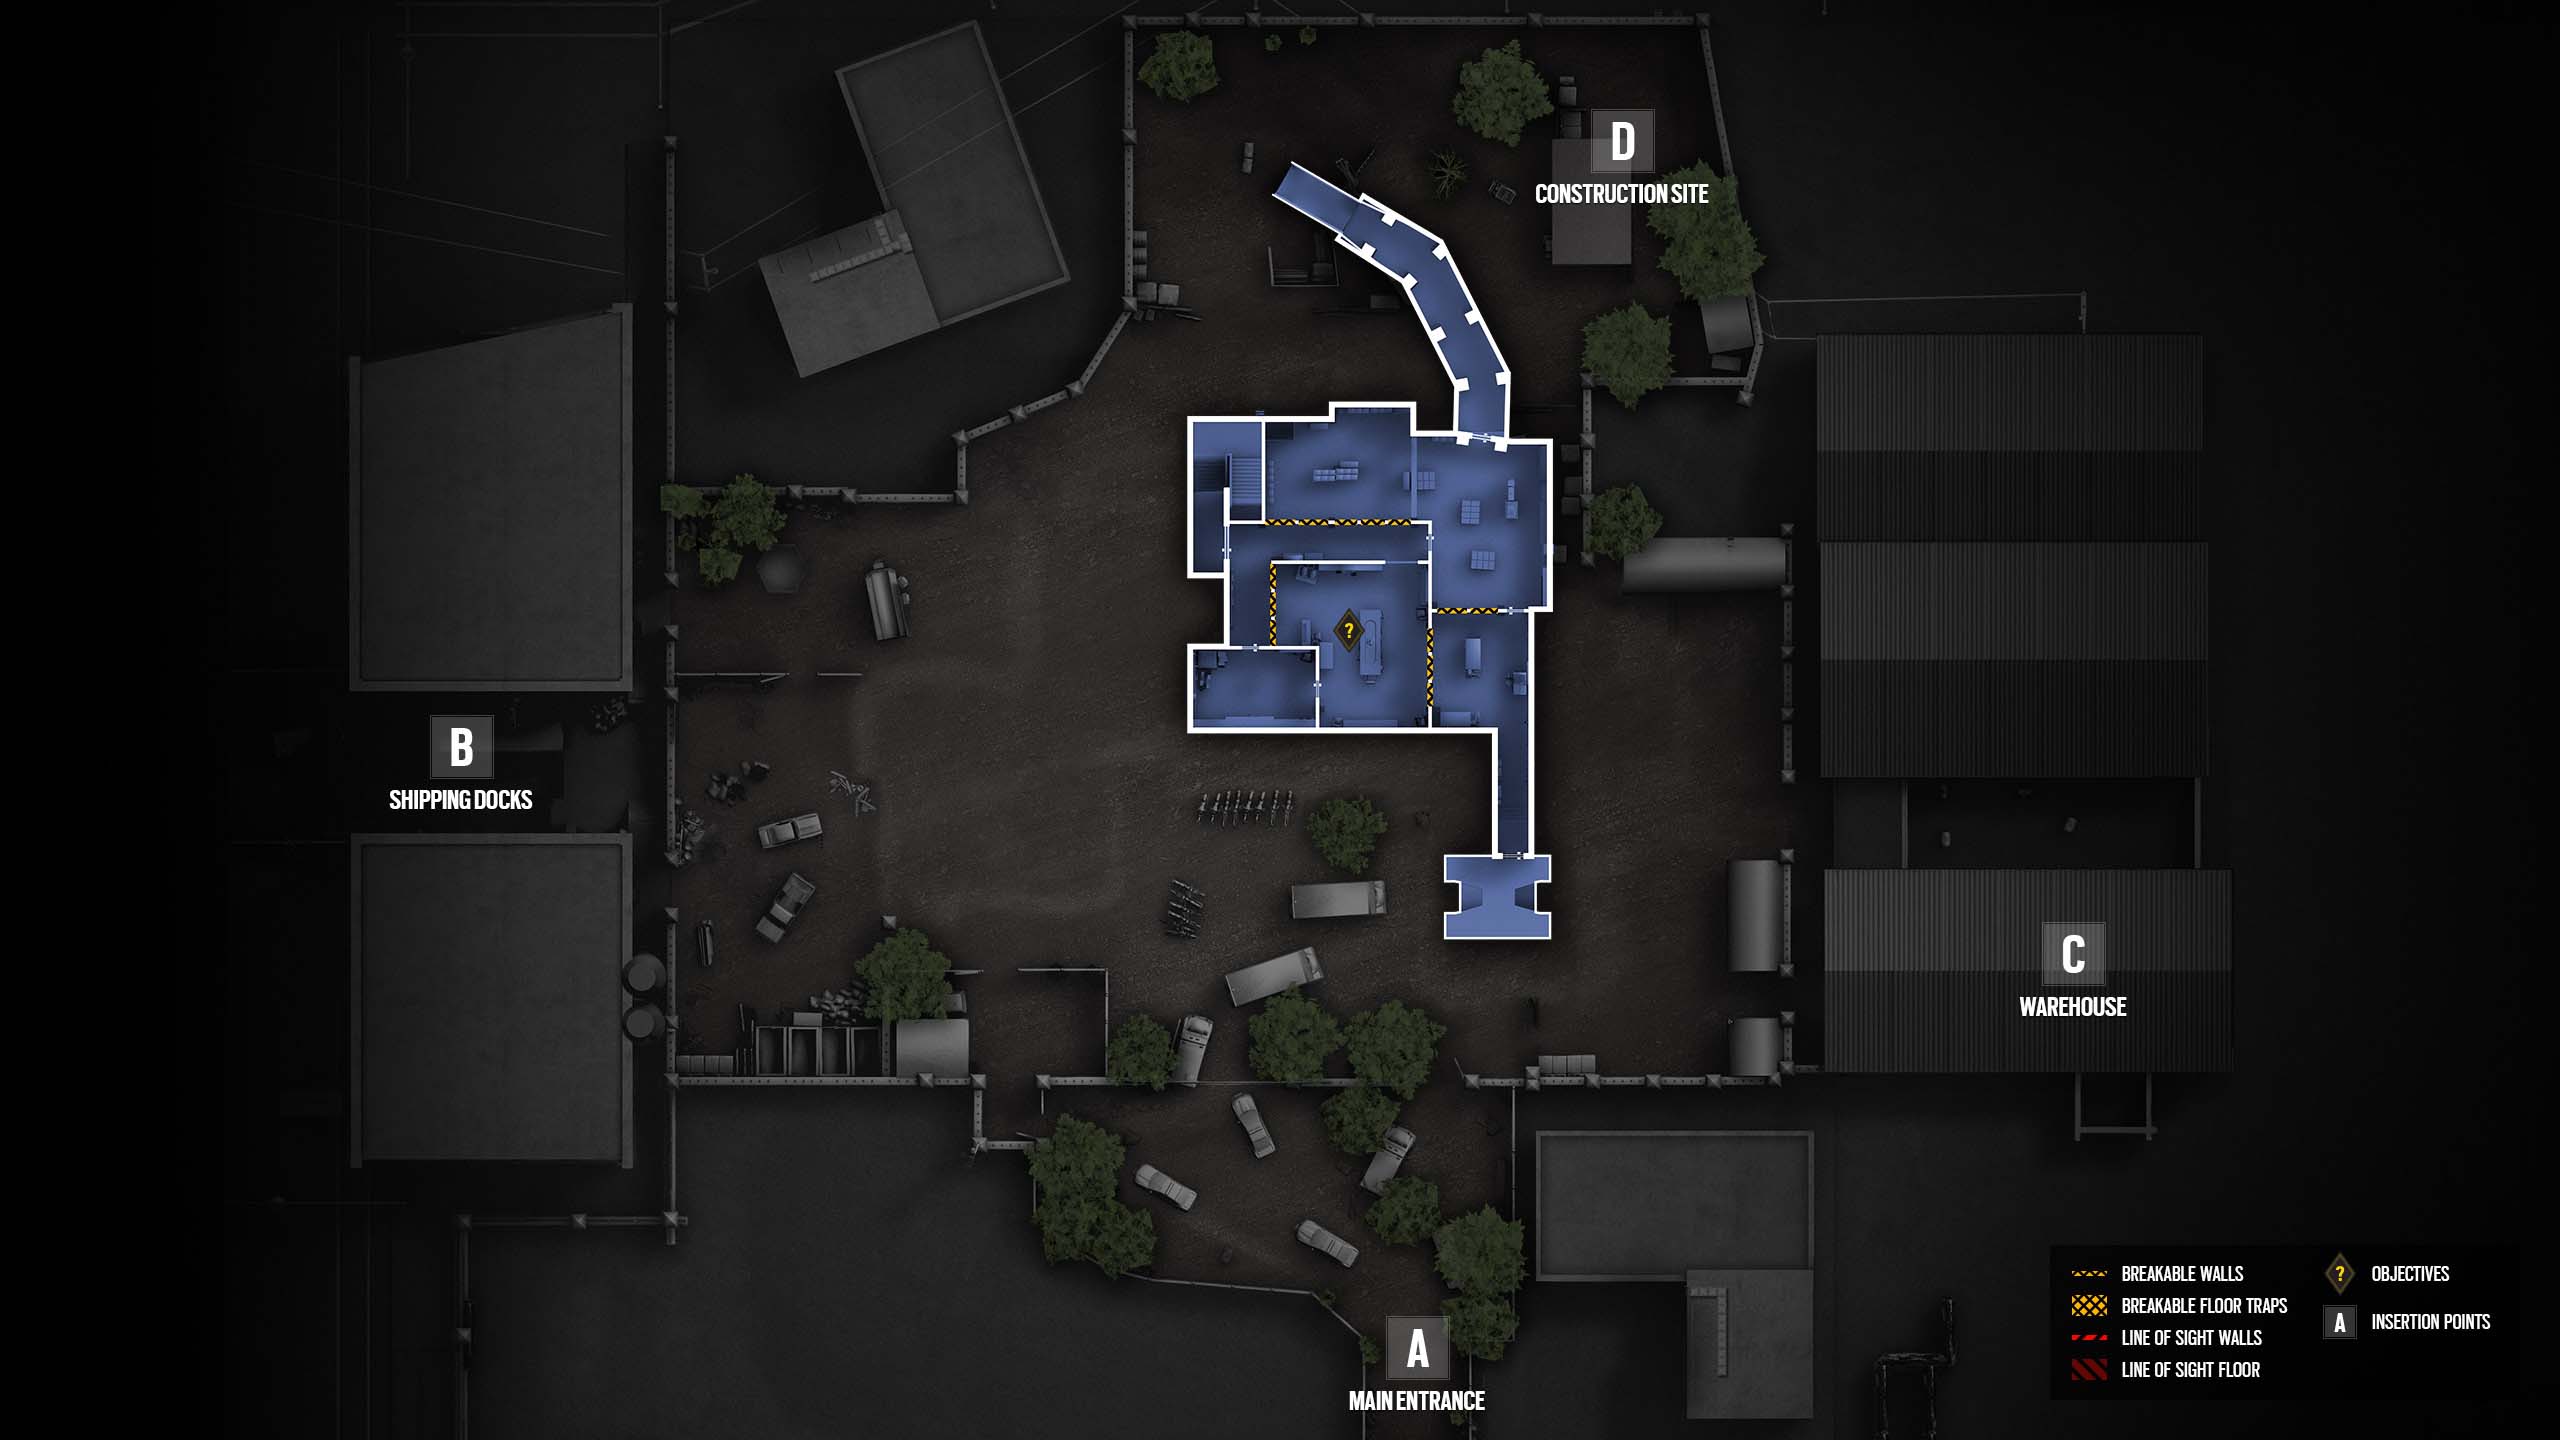 D
CONSTRUCTION SITE
?
B
SHIPPING DOCKS
C
WAREHOUSE
A
MAIN ENTRANCE
BREAKABLE WALLS
BREAKABLE FLOOR TRAPS
LINE OF SIGHT WALLS
LINE OF SIGHT FLOOR
? OBJECTIVES
A INSERTION POINTS